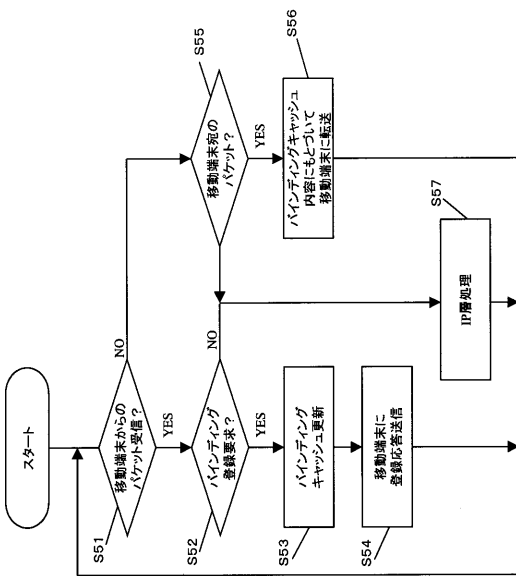 スタート
S51
移動端末からの
パケット受信?
NO
YES
S52
バインディング
登録要求?
NO
YES
S53
バインディング
キャッシュ更新
S54
移動端末に
登録応答送信
S55
移動端末宛の
パケット?
YES
S56
バインディングキャッシュ
内容にもとづいて
移動端末に転送
S57
IP層処理